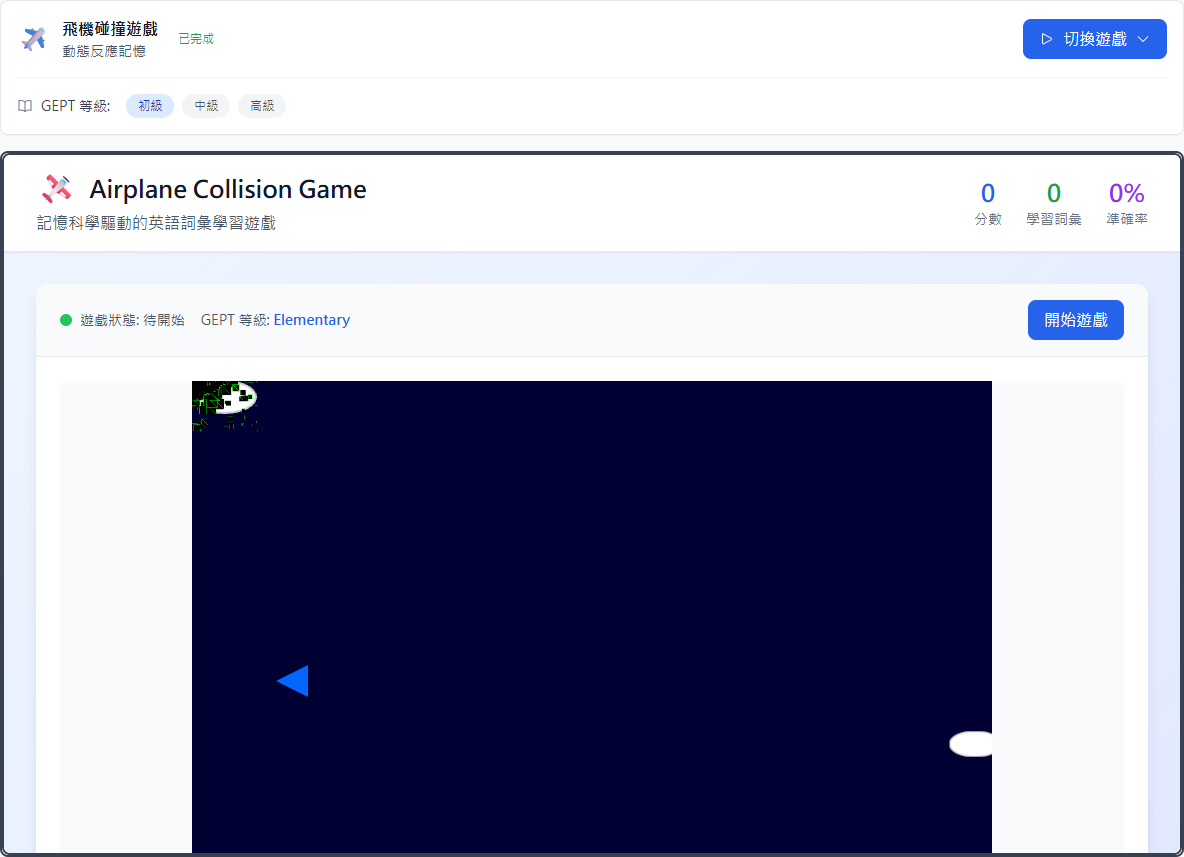 飛機碰撞遊戲
動態反應記憶
已完成
切換遊戲
GEPT 等級:
初級
中級
高級
Airplane Collision Game
記憶科學驅動的英語詞彙學習遊戲
0
分數
0
學習詞彙
0%
準確率
遊戲狀態: 待開始
GEPT 等級: Elementary
開始遊戲